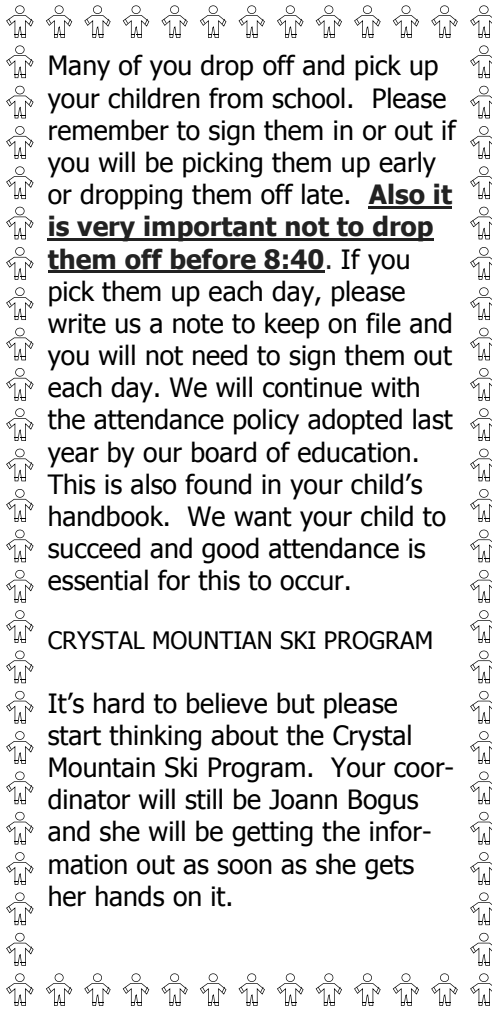 Many of you drop off and pick up
your children from school.  Please
remember to sign them in or out if
you will be picking them up early
or dropping them off late.  Also it
is very important not to drop
them off before 8:40. If you
pick them up each day, please
write us a note to keep on file and
you will not need to sign them out
each day. We will continue with
the attendance policy adopted last
year by our board of education.
This is also found in your child’s
handbook.  We want your child to
succeed and good attendance is
essential for this to occur.

CRYSTAL MOUNTIAN SKI PROGRAM

It’s hard to believe but please
start thinking about the Crystal
Mountain Ski Program.  Your coor-
dinator will still be Joann Bogus
and she will be getting the infor-
mation out as soon as she gets
her hands on it.